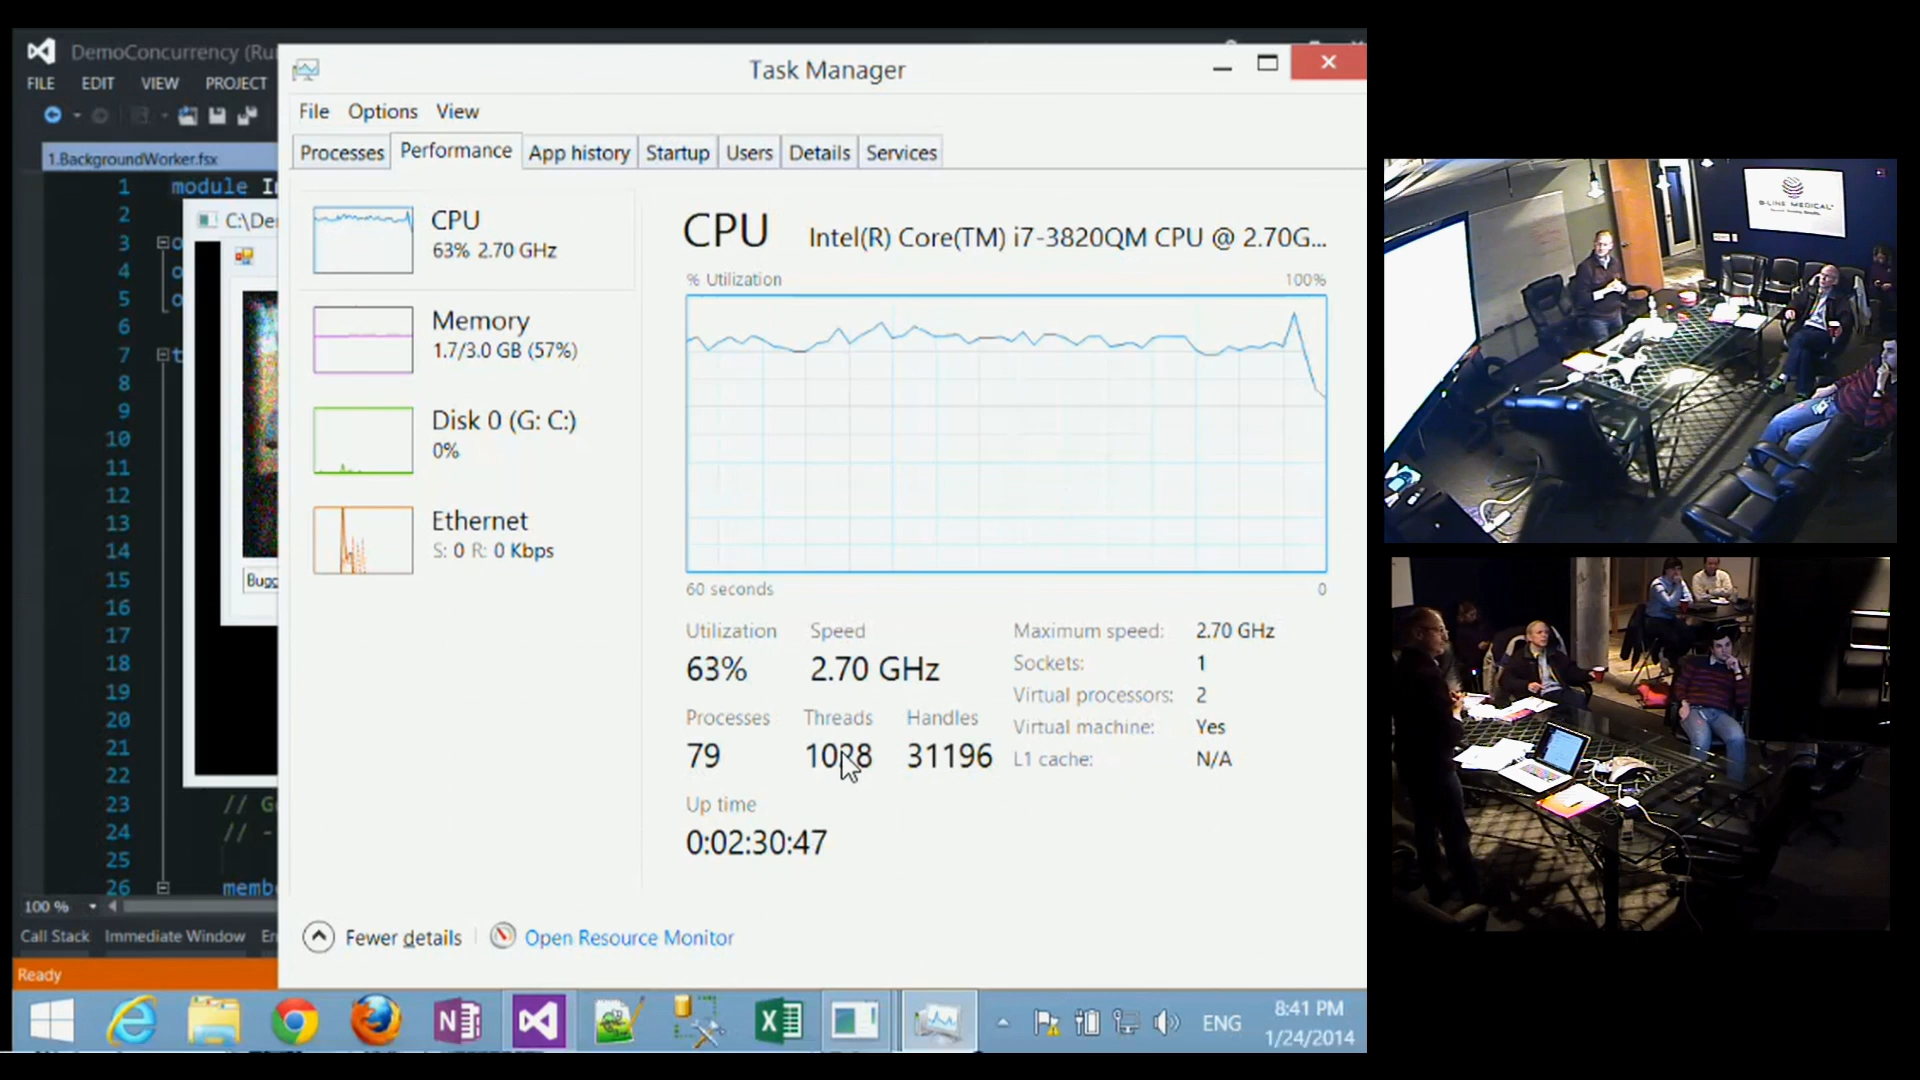 DemoConcurrency (Ru
FILE EDIT VIEW PROJECT
1.BackgroundWorker.fsx
1 module I
2
3
4
5
6
7
8
9
10
11
12
13
14
15
16
17
18
19
20
21
22
23 // G
24 // -
25
26 memb
C:\De
Bugg
100 %
Call Stack Immediate Window
Ready
Task Manager
File Options View
Processes Performance App history Startup Users Details Services
CPU
63% 2.70 GHz
Memory
1.7/3.0 GB (57%)
Disk 0 (G: C:)
0%
Ethernet
S: 0 R: 0 Kbps
CPU Intel(R) Core(TM) i7-3820QM CPU @ 2.70G...
% Utilization 100%
60 seconds 0
Utilization Speed
63% 2.70 GHz
Processes Threads Handles
79 31196
Up time
0:02:30:47
Maximum speed: 2.70 GHz
Sockets: 1
Virtual processors: 2
Virtual machine: Yes
L1 cache: N/A
Fewer details Open Resource Monitor
ENG
8:41 PM
1/24/2014
B-LINE MEDICAL